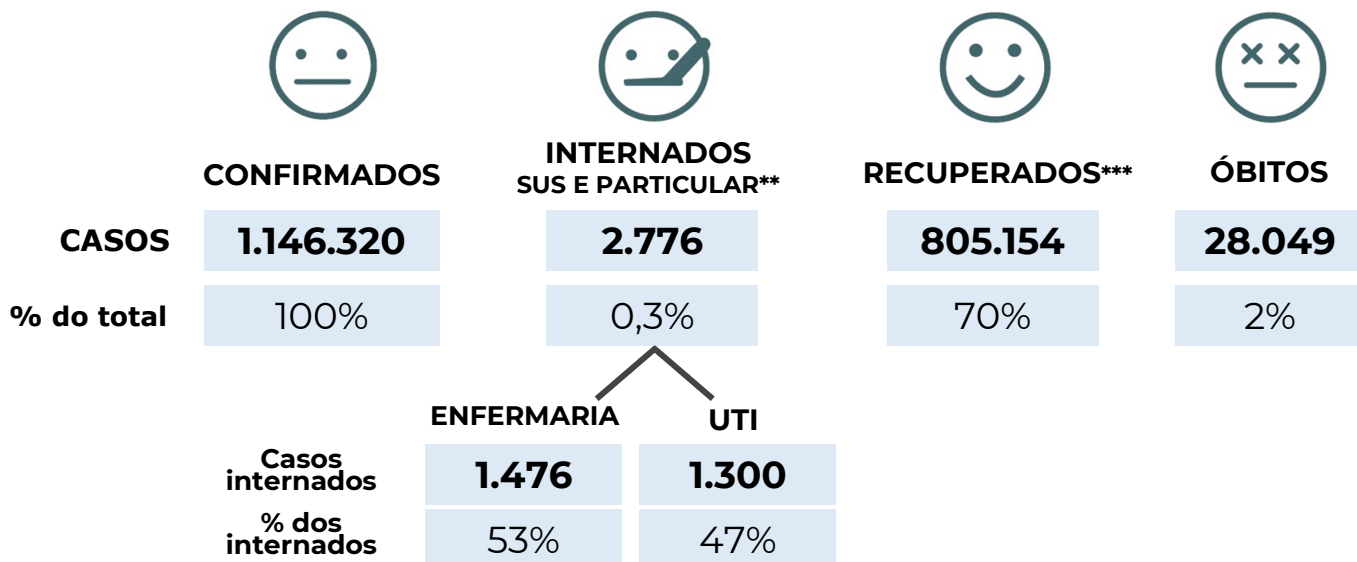 CONFIRMADOS
INTERNADOS
SUS E PARTICULAR**
RECUPERADOS***
ÓBITOS
CASOS
1.146.320
2.776
805.154
28.049
% do total
100%
0,3%
70%
2%
ENFERMARIA
UTI
Casos
internados
1.476
1.300
% dos
internados
53%
47%